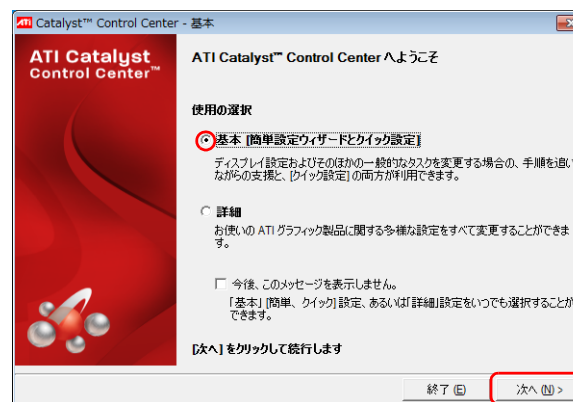 Catalyst™ Control Center - 基本
ATI Catalyst
Control Center™
ATI Catalyst™ Control Center へようこそ
使用の選択
基本 [簡単設定ウィザードとクイック設定]
ディスプレイ設定およびそのほかの一般的なタスクを変更する場合の、手順を追い
ながらの支援と、[クイック設定] の両方が利用できます。
詳細
お使いの ATI グラフィック製品に関する多様な設定をすべて変更することができま
す。
今後、このメッセージを表示しません。
「基本」 [簡単、クイック] 設定、あるいは「詳細」設定をいつでも選択することが
できます。
[次へ] をクリックして続行します
終了(E)
次へ(N) >